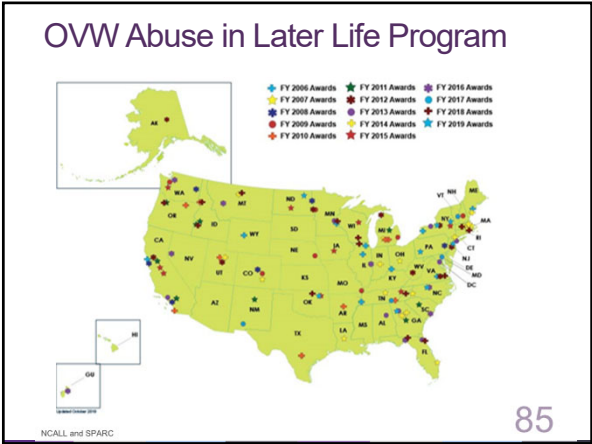 OVW Abuse in Later Life Program
FY 2006 Awards
FY 2007 Awards
FY 2008 Awards
FY 2009 Awards
FY 2010 Awards
FY 2011 Awards
FY 2012 Awards
FY 2013 Awards
FY 2014 Awards
FY 2015 Awards
FY 2016 Awards
FY 2017 Awards
FY 2018 Awards
FY 2019 Awards
AK
WA
MT
ND
MN
VT
NH
ME
OR
ID
SD
WI
MI
NY
MA
RI
WY
IA
PA
CT
CA
NV
NE
IN
OH
NJ
UT
CO
IL
WV
VA
DE
MD
KS
MO
KY
DC
AZ
NM
OK
AR
TN
NC
SC
MS
AL
GA
TX
LA
FL
HI
GU
Updated October 2019
NCALL and SPARC
85